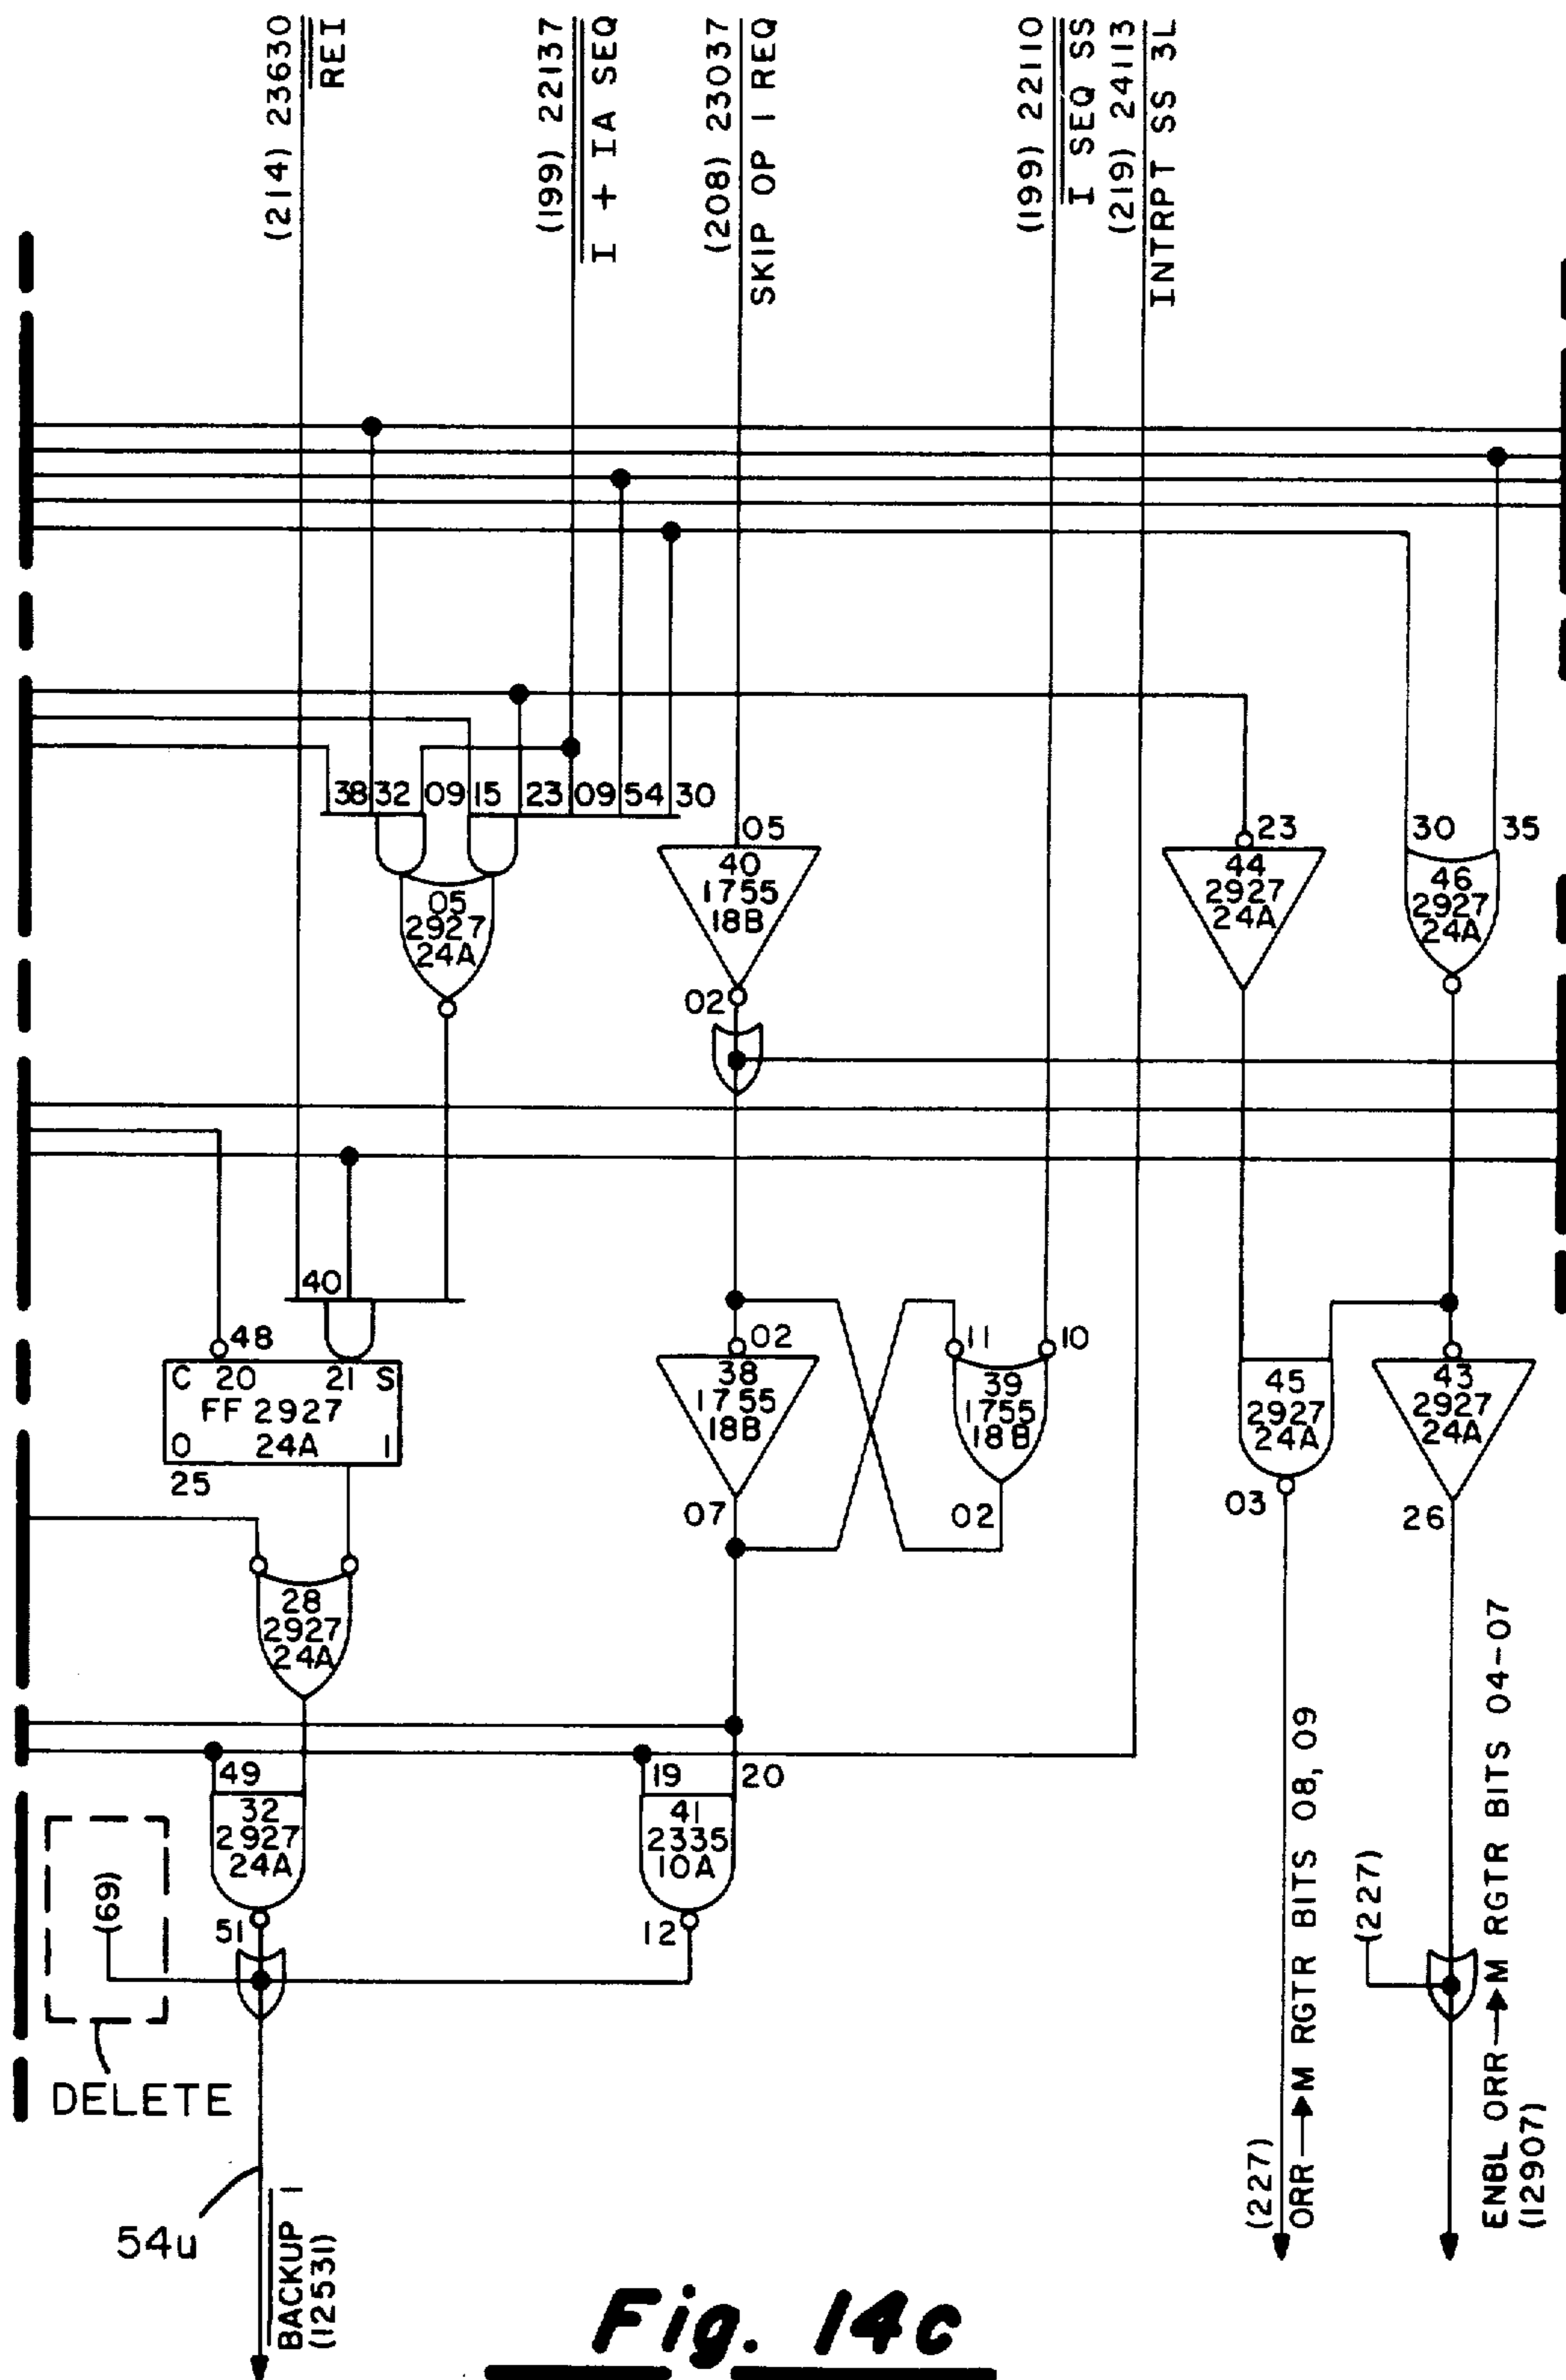 (214) 23630
REI
(199) 22137
I + IA SEQ
(208) 23037
SKIP OP I REQ
(199) 22110
I SEQ SS
(219) 24113
INTRPT SS 3L
38 32 09 15 23 09 54 30
05
2927
24A
05
40
1755
18B
02
23
44
2927
24A
30
35
46
2927
24A
40
48
C 20 21 S
FF 2927
0 24A 1
25
02
38
1755
18B
07
11
10
39
1755
18B
02
45
2927
24A
03
43
2927
24A
26
28
2927
24A
49
32
2927
24A
51
19
20
41
2335
10A
12
(69)
DELETE
54u
BACKUP 1
(12531)
(227)
ORR→M RGTR BITS 08, 09
(227)
ENBL ORR→M RGTR BITS 04-07
(12907)
Fig. 14c